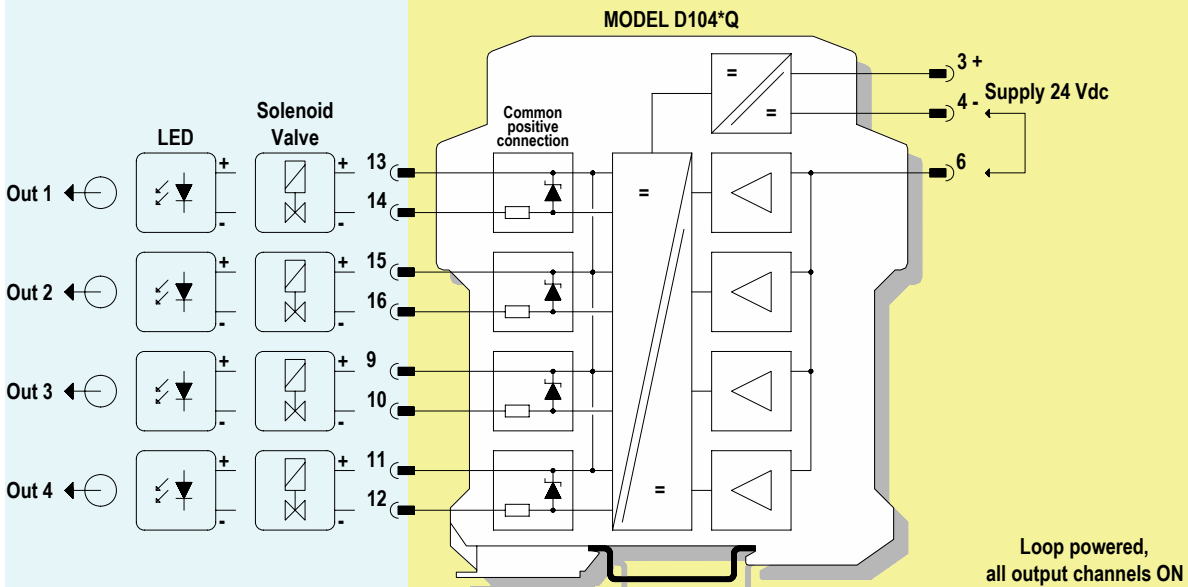 MODEL D104*Q
3 +
4 -
Supply 24 Vdc
6
LED
Solenoid
Valve
Common
positive
connection
Out 1
+
-
+
-
13
14
Out 2
+
-
+
-
15
16
Out 3
+
-
+
-
9
10
Out 4
+
-
+
-
11
12
=
=
=
=
Loop powered,
all output channels ON